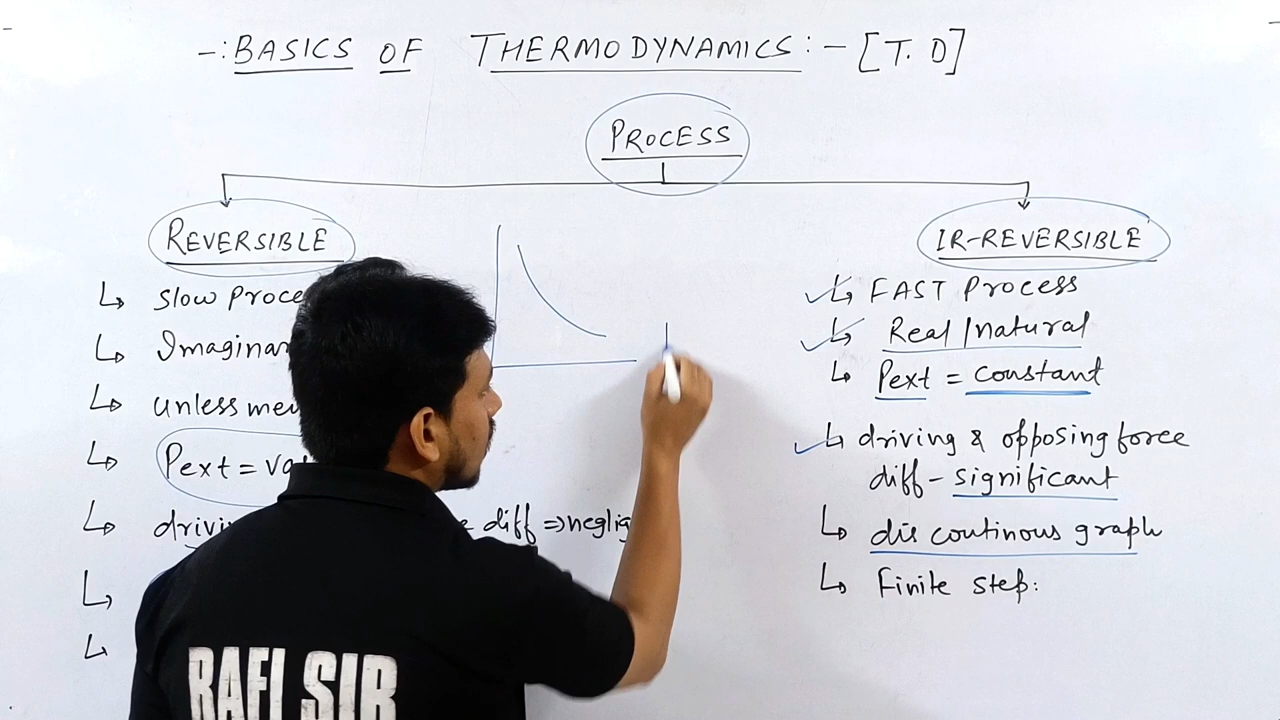 -: BASICS OF THERMODYNAMICS :- [T. D]
PROCESS
REVERSIBLE
↳ Slow Proce
↳ Imaginar
↳ unless me
↳ Pext = va
↳ drivi diff => neglig
IR-REVERSIBLE
↳ FAST Process
↳ Real/natural
↳ Pext = constant
↳ driving & opposing force
diff - significant
↳ dis continous graph
↳ Finite step:
RAFI SIR